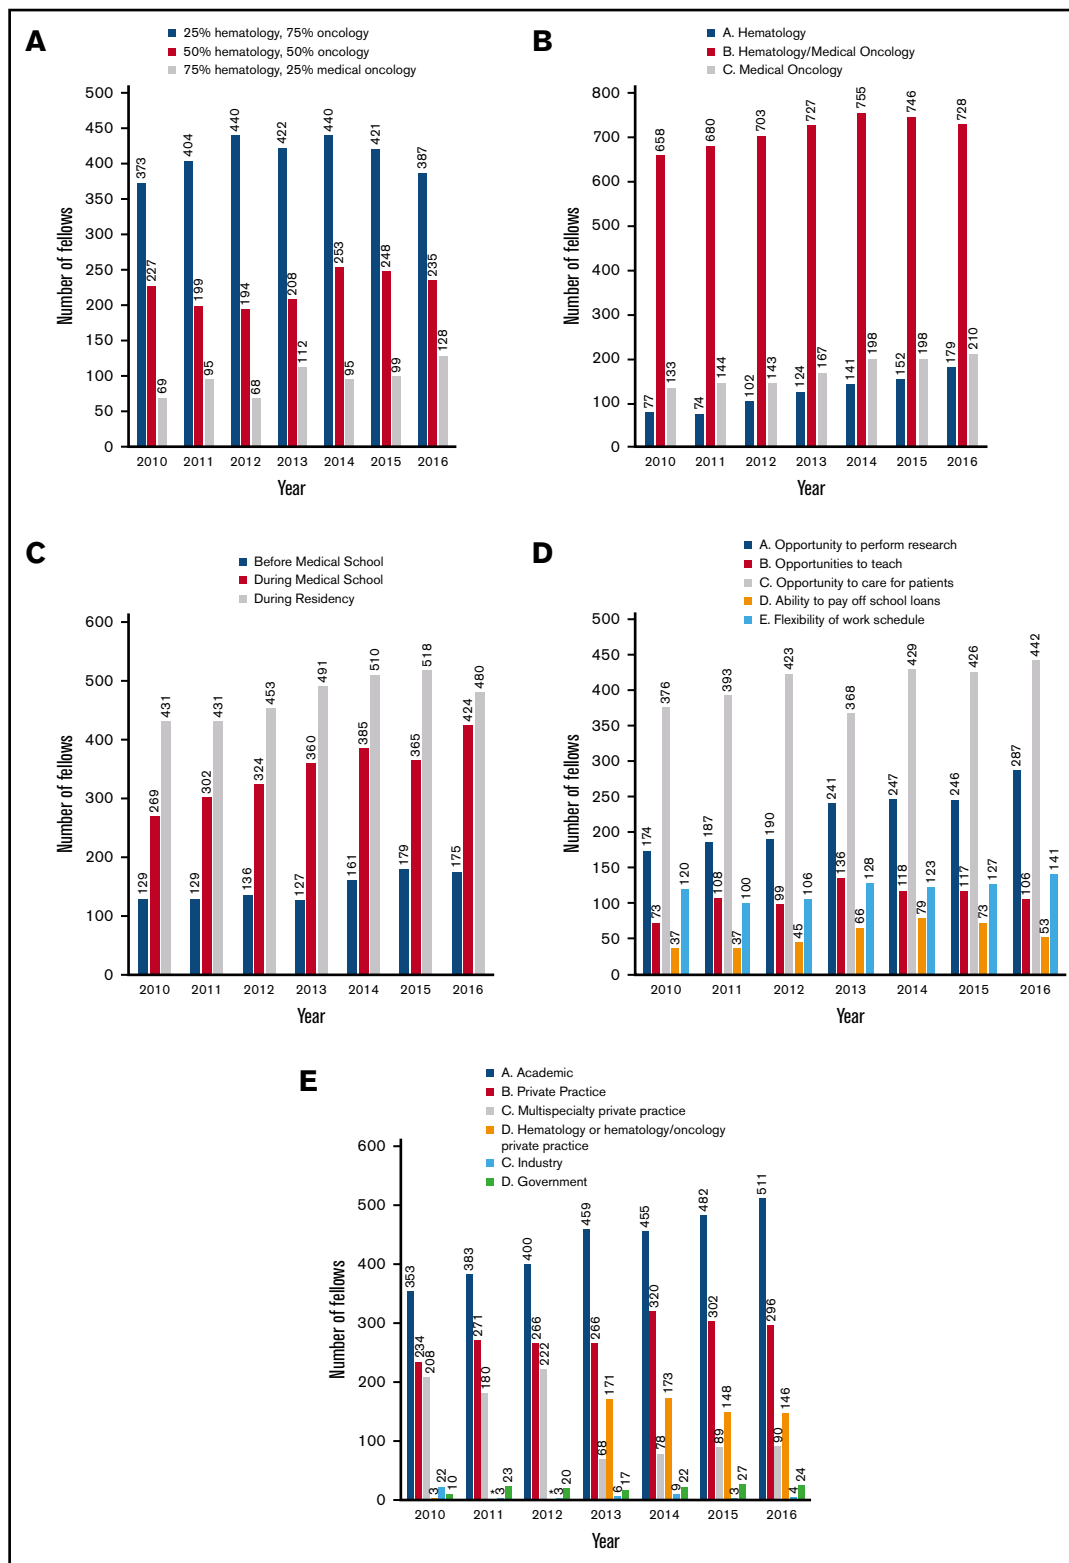 A
25% hematology, 75% oncology
50% hematology, 50% oncology
75% hematology, 25% medical oncology
Number of fellows
500
450
400
350
300
250
200
150
100
50
0
373 227 69
404 199 95
440 194 68
422 208 112
440 253 95
421 248 99
387 235 128
2010 2011 2012 2013 2014 2015 2016
Year
B
A. Hematology
B. Hematology/Medical Oncology
C. Medical Oncology
Number of fellows
800
700
600
500
400
300
200
100
0
77 658 133
74 680 144
102 703 143
124 727 167
141 755 198
152 746 198
179 728 210
2010 2011 2012 2013 2014 2015 2016
Year
C
Before Medical School
During Medical School
During Residency
Number of fellows
600
500
400
300
200
100
0
129 269 431
129 302 431
136 324 453
127 360 491
161 385 510
179 365 518
175 424 480
2010 2011 2012 2013 2014 2015 2016
Year
D
A. Opportunity to perform research
B. Opportunities to teach
C. Opportunity to care for patients
D. Ability to pay off school loans
E. Flexibility of work schedule
Number of fellows
500
450
400
350
300
250
200
150
100
50
0
174 73 376 37 120
187 108 393 37 100
190 99 423 45 106
241 136 368 66 128
247 118 429 79 123
246 117 426 73 127
287 106 442 53 141
2010 2011 2012 2013 2014 2015 2016
Year
E
A. Academic
B. Private Practice
C. Multispecialty private practice
D. Hematology or hematology/oncology
private practice
C. Industry
D. Government
Number of fellows
600
500
400
300
200
100
0
353 234 208 3 22 10
383 271 180 * 3 23
400 266 222 * 3 20
459 266 68 171 6 17
455 320 78 173 9 22
482 302 89 148 3 27
511 296 90 146 4 24
2010 2011 2012 2013 2014 2015 2016
Year